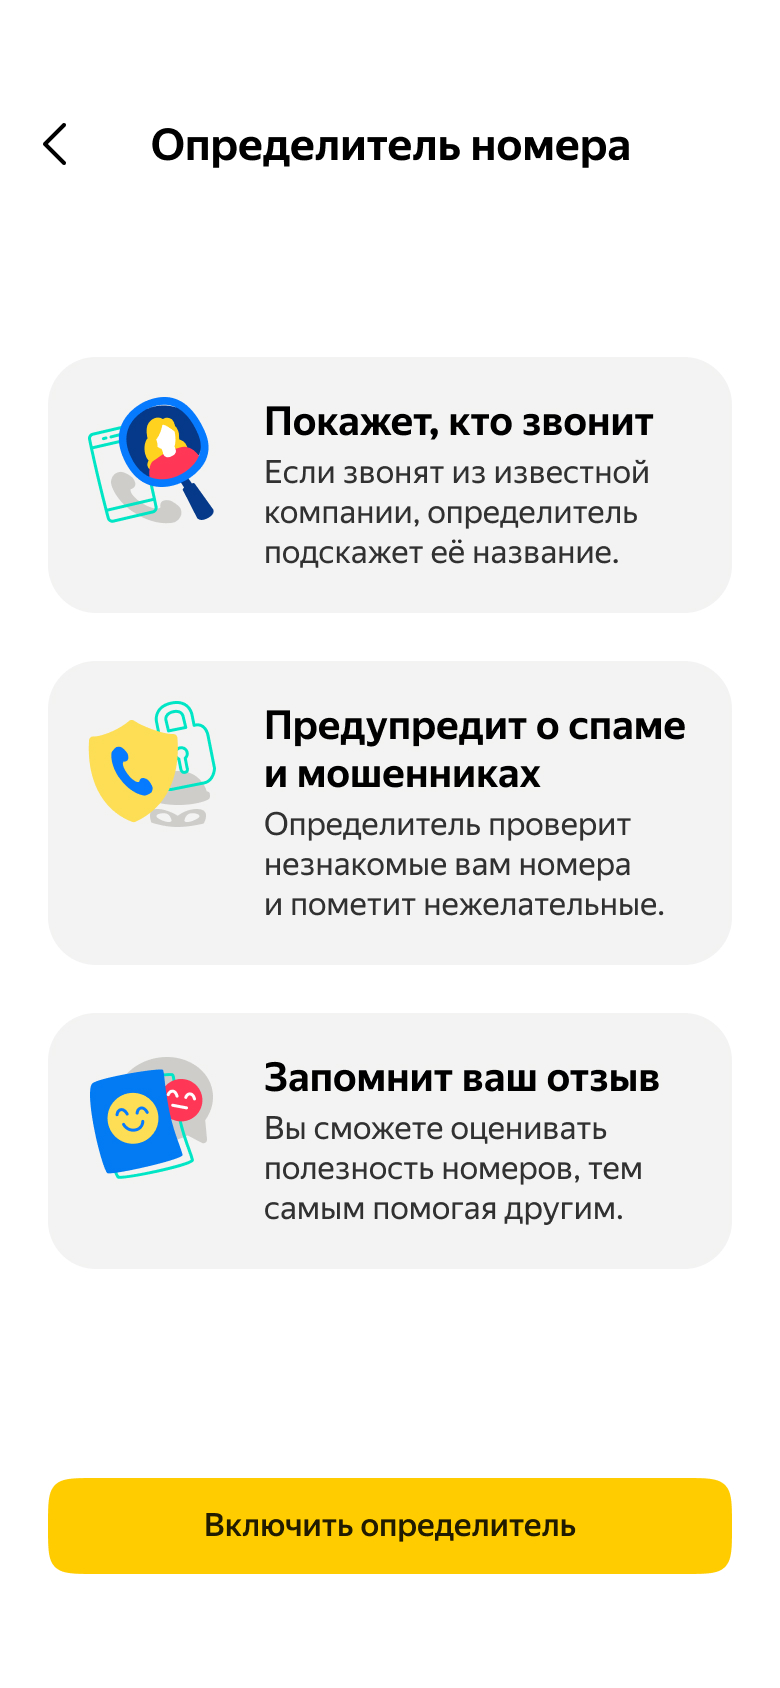 Определитель номера
Покажет, кто звонит
Если звонят из известной
компании, определитель
подскажет её название.
Предупредит о спаме
и мошенниках
Определитель проверит
незнакомые вам номера
и пометит нежелательные.
Запомнит ваш отзыв
Вы сможете оценивать
полезность номеров, тем
самым помогая другим.
Включить определитель